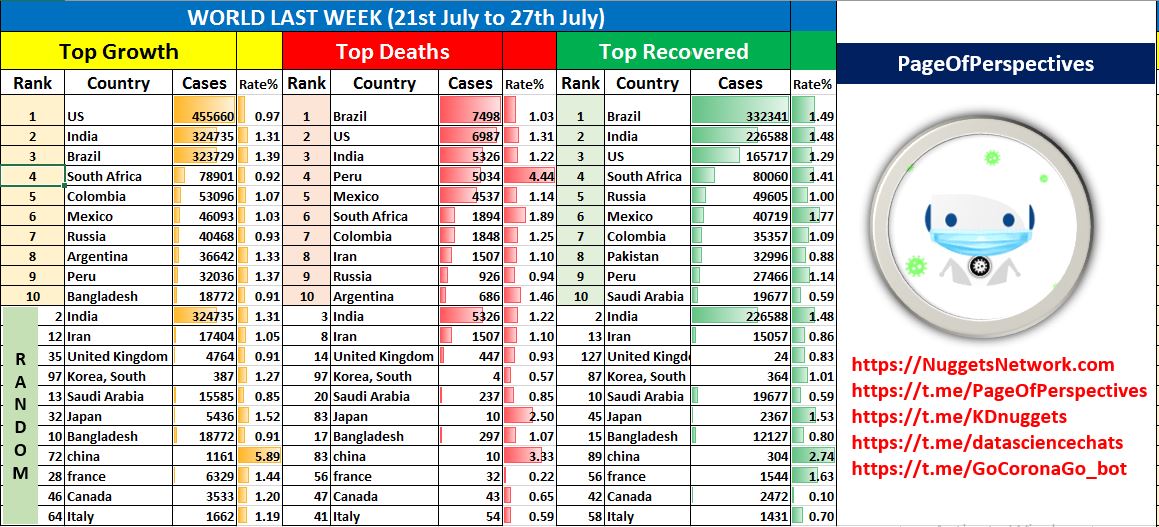 WORLD LAST WEEK (21st July to 27th July)
Top Growth Top Deaths Top Recovered
PageOfPerspectives
Rank Country Cases Rate% Rank Country Cases Rate% Rank Country Cases Rate%
1 US 455660 0.97 1 Brazil 7498 1.03 1 Brazil 332341 1.49
2 India 324735 1.31 2 US 6987 1.31 2 India 226588 1.48
3 Brazil 323729 1.39 3 India 5326 1.22 3 US 165717 1.29
4 South Africa 78901 0.92 4 Peru 5034 4.44 4 South Africa 80060 1.41
5 Colombia 53096 1.07 5 Mexico 4537 1.14 5 Russia 49605 1.00
6 Mexico 46093 1.03 6 South Africa 1894 1.89 6 Mexico 40719 1.77
7 Russia 40468 0.93 7 Colombia 1848 1.25 7 Colombia 35357 1.09
8 Argentina 36642 1.33 8 Iran 1507 1.10 8 Pakistan 32996 0.88
9 Peru 32036 1.37 9 Russia 926 0.94 9 Peru 27466 1.14
10 Bangladesh 18772 0.91 10 Argentina 686 1.46 10 Saudi Arabia 19677 0.59
RANDOM
2 India 324735 1.31 3 India 5326 1.22 2 India 226588 1.48
12 Iran 17404 1.05 8 Iran 1507 1.10 13 Iran 15057 0.86
35 United Kingdom 4764 0.91 14 United Kingdom 447 0.93 127 United Kingd 24 0.83
97 Korea, South 387 1.27 97 Korea, South 4 0.57 87 Korea, South 364 1.01
13 Saudi Arabia 15585 0.85 20 Saudi Arabia 237 0.85 10 Saudi Arabia 19677 0.59
32 Japan 5436 1.52 83 Japan 10 2.50 45 Japan 2367 1.53
10 Bangladesh 18772 0.91 17 Bangladesh 297 1.07 15 Bangladesh 12127 0.80
72 china 1161 5.89 83 china 10 3.33 89 china 304 2.74
28 france 6329 1.44 56 france 32 0.22 56 france 1544 1.63
46 Canada 3533 1.20 47 Canada 43 0.65 42 Canada 2472 0.10
64 Italy 1662 1.19 41 Italy 54 0.59 58 Italy 1431 0.70
https://NuggetsNetwork.com
https://t.me/PageOfPerspectives
https://t.me/KDnuggets
https://t.me/datasciencechats
https://t.me/GoCoronaGo_bot